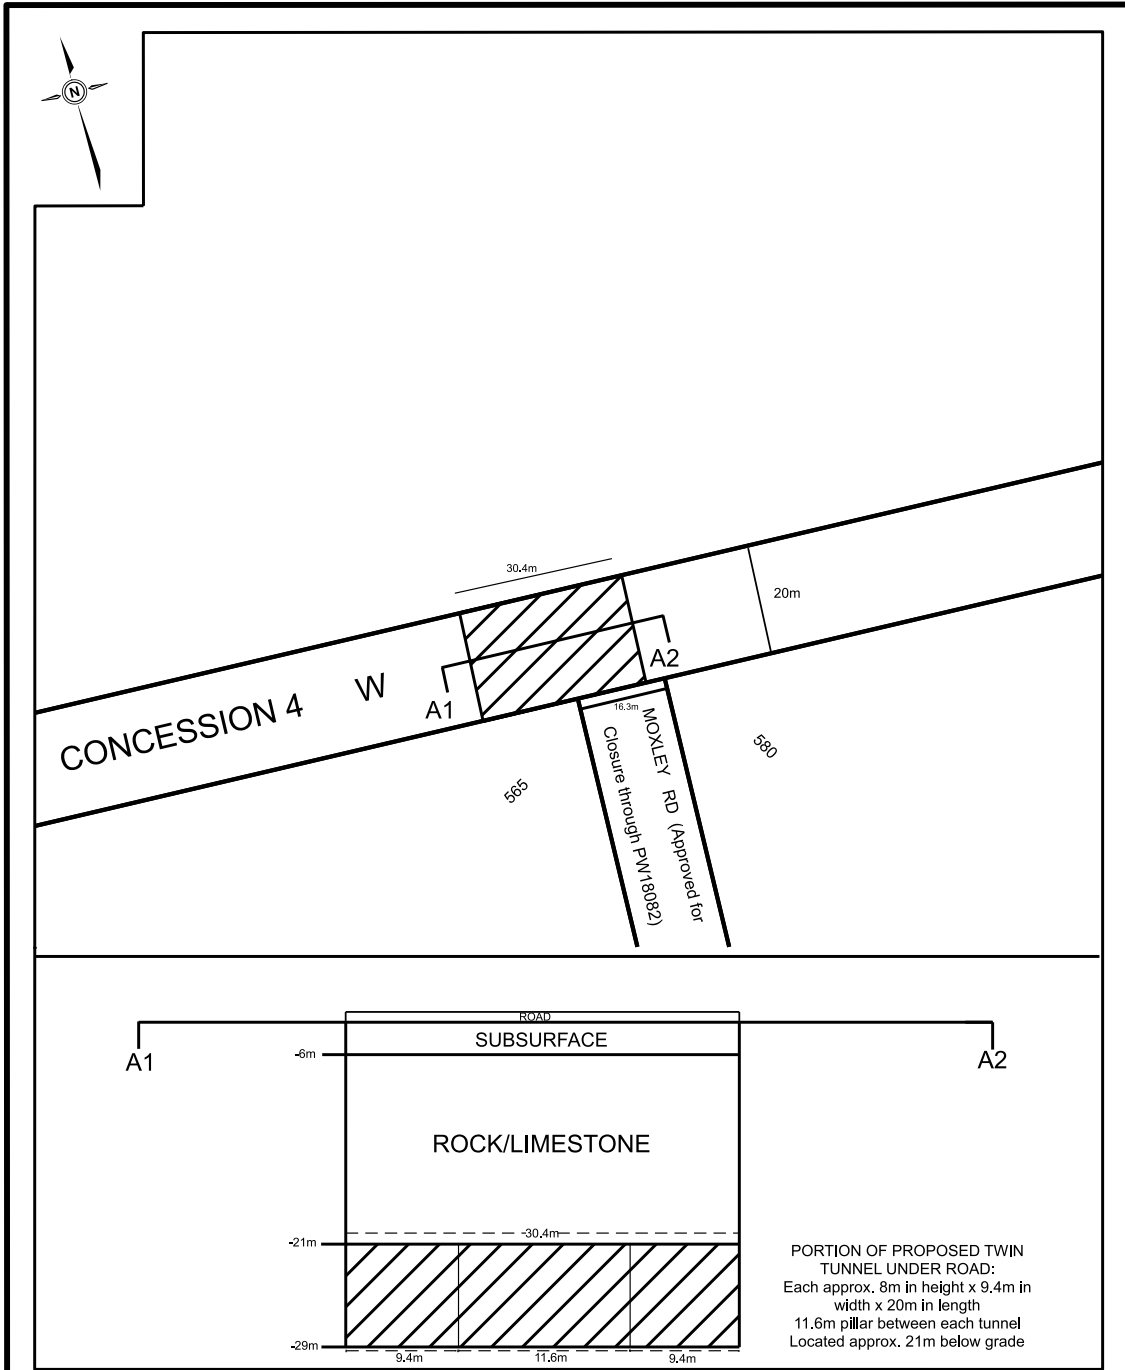 N
30.4m
20m
A2
A1
CONCESSION 4 W
16.3m
MOXLEY RD (Approved for
Closure through PW18082)
565
580
ROAD
SUBSURFACE
-6m
A1
A2
ROCK/LIMESTONE
30.4m
-21m
-29m
9.4m
11.6m
9.4m
PORTION OF PROPOSED TWIN
TUNNEL UNDER ROAD:
Each approx. 8m in height x 9.4m in
width x 20m in length
11.6m pillar between each tunnel
Located approx. 21m below grade